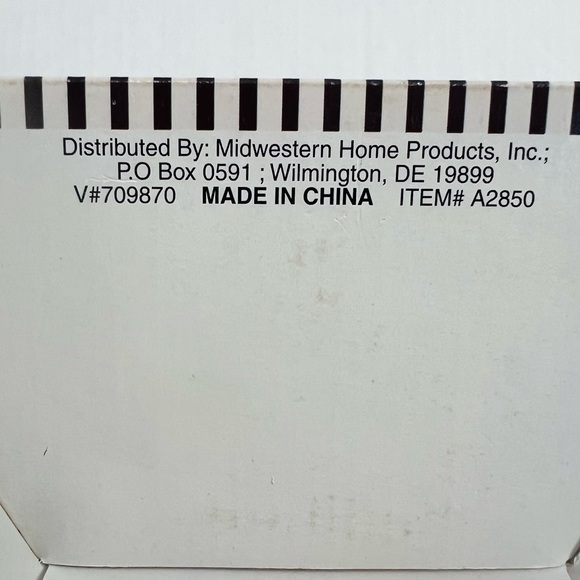 Distributed By: Midwestern Home Products, Inc.;
P.O Box 0591 ; Wilmington, DE 19899
V#709870 MADE IN CHINA ITEM# A2850